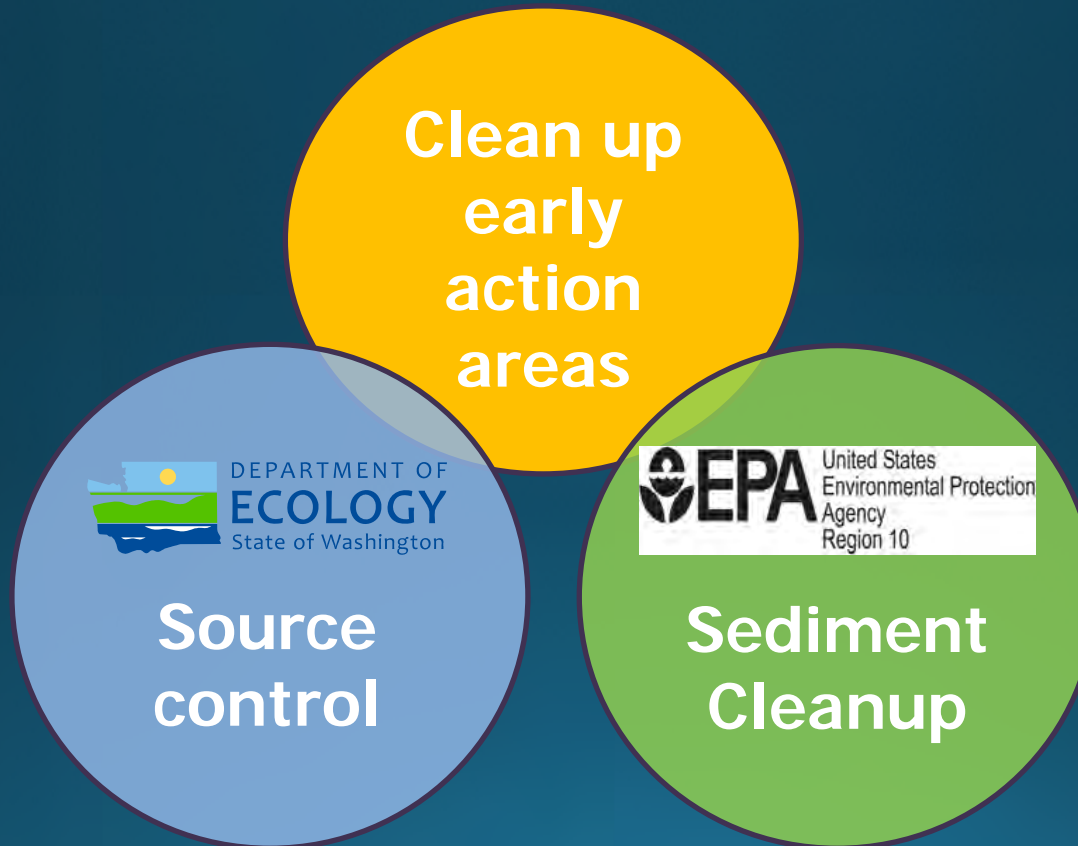 Clean up
early
action
areas
DEPARTMENT OF
ECOLOGY
State of Washington
Source
control
EPA
United States
Environmental Protection
Agency
Region 10
Sediment
Cleanup